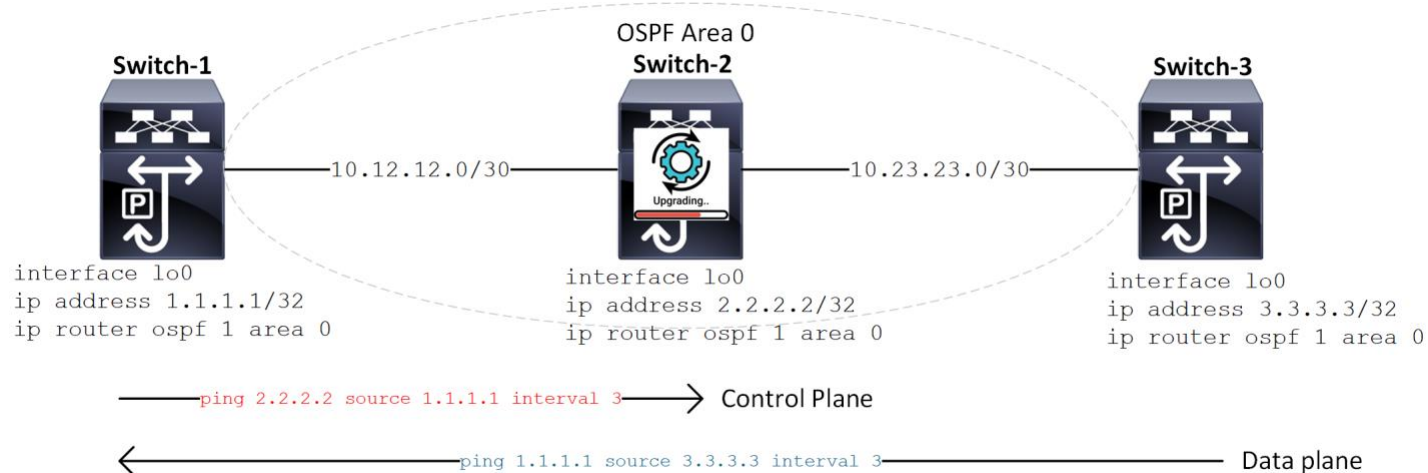 OSPF Area 0
Switch-1
Switch-2
Switch-3
P
10.12.12.0/30
Upgrading..
10.23.23.0/30
P
interface lo0
ip address 1.1.1.1/32
ip router ospf 1 area 0
interface lo0
ip address 2.2.2.2/32
ip router ospf 1 area 0
interface lo0
ip address 3.3.3.3/32
ip router ospf 1 area 0
ping 2.2.2.2 source 1.1.1.1 interval 3
Control Plane
ping 1.1.1.1 source 3.3.3.3 interval 3
Data plane